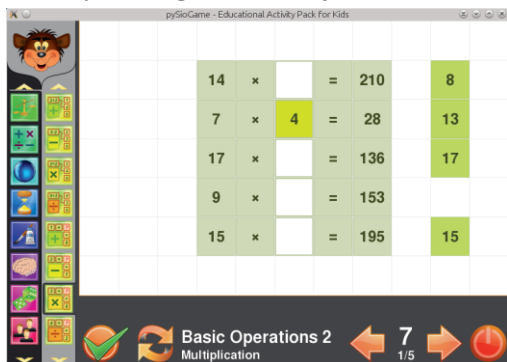 pySioGame - Educational Activity Pack for Kids
14 × = 210 8
7 × 4 = 28 13
17 × = 136 17
9 × = 153
15 × = 195 15
Basic Operations 2
Multiplication
7
1/5